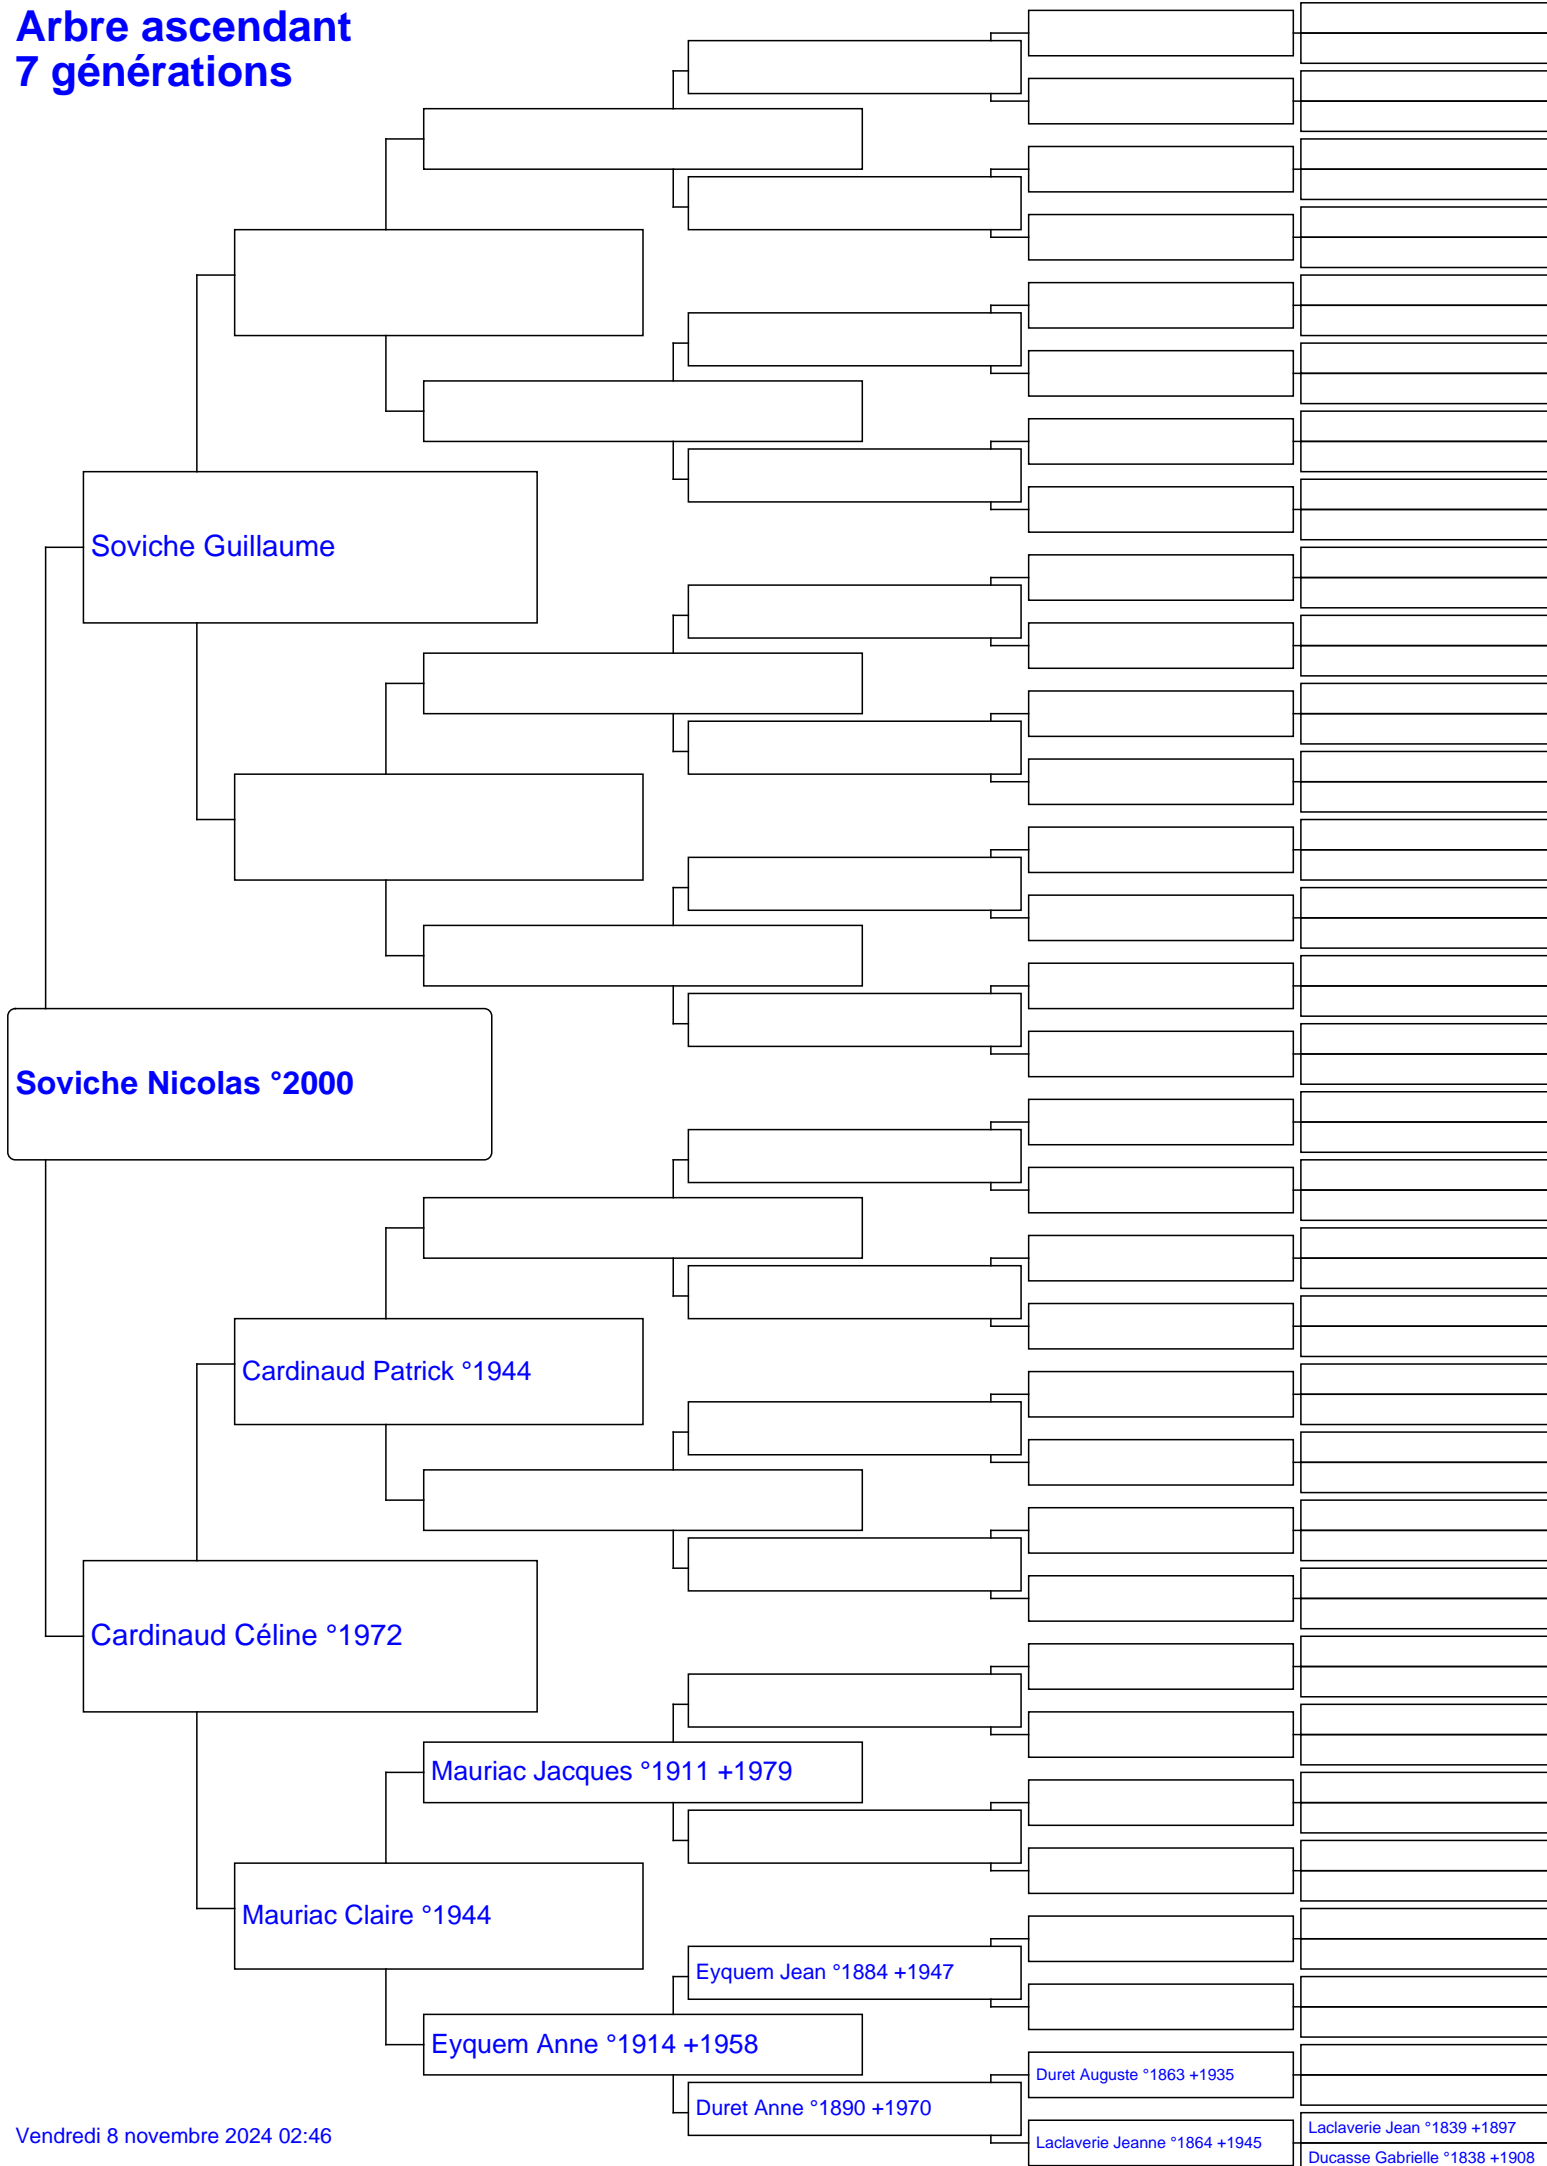 Arbre ascendant
7 générations
Soviche Guillaume
Soviche Nicolas °2000
Cardinaud Patrick °1944
Cardinaud Céline °1972
Mauriac Jacques °1911 +1979
Mauriac Claire °1944
Eyquem Jean °1884 +1947
Eyquem Anne °1914 +1958
Duret Auguste °1863 +1935
Duret Anne °1890 +1970
Laclaverie Jean °1839 +1897
Laclaverie Jeanne °1864 +1945
Ducasse Gabrielle °1838 +1908
Vendredi 8 novembre 2024 02:46